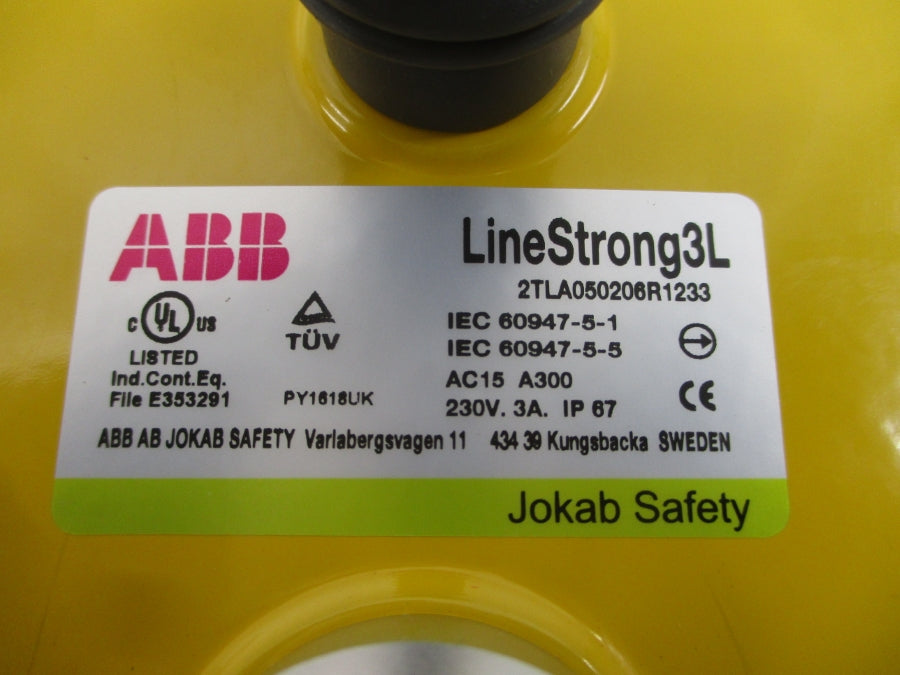 ABB
LineStrong3L
2TLA050206R1233
C UL US
LISTED
Ind.Cont.Eq.
File E353291
TÜV
PY1618UK
IEC 60947-5-1
IEC 60947-5-5
AC15 A300
230V. 3A. IP 67
CE
ABB AB JOKAB SAFETY Varlabergsvagen 11 434 39 Kungsbacka SWEDEN
Jokab Safety